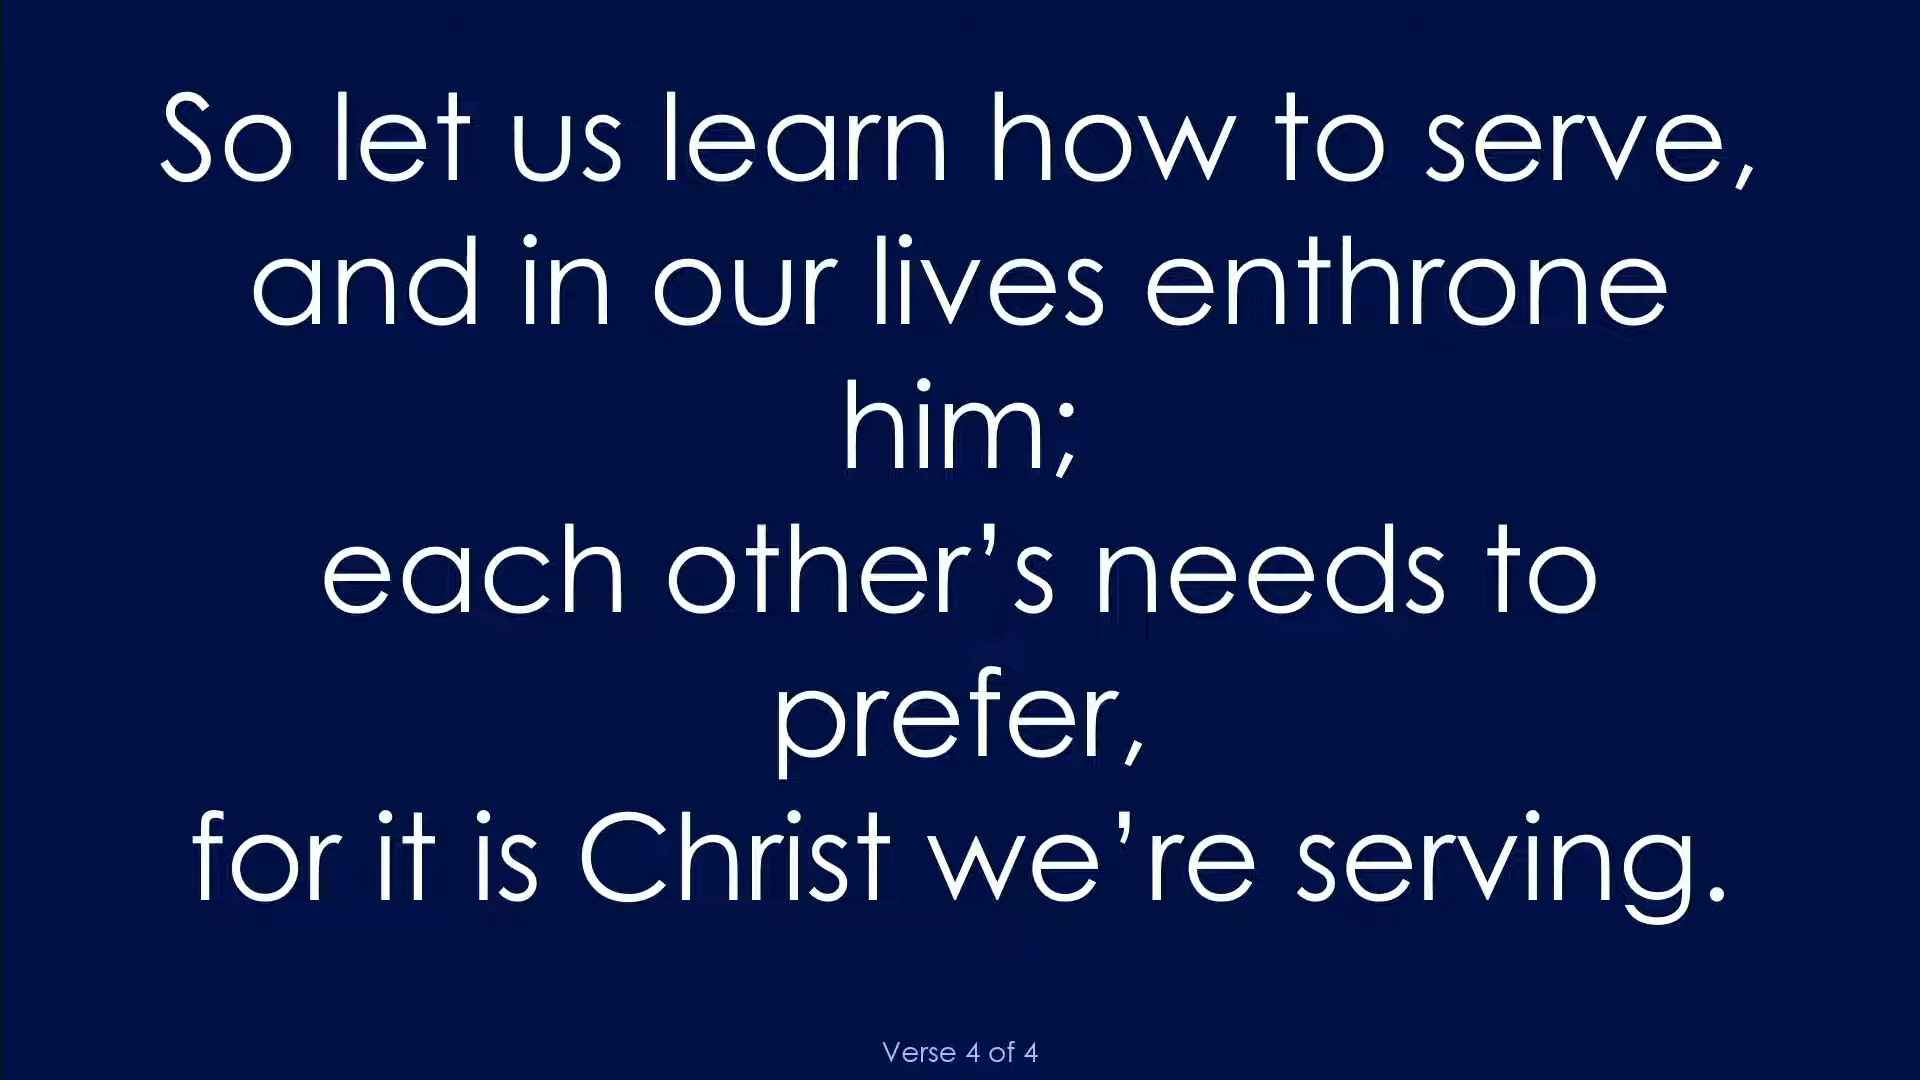 So let us learn how to serve,
and in our lives enthrone
him;
each other’s needs to
prefer,
for it is Christ we’re serving.
Verse 4 of 4